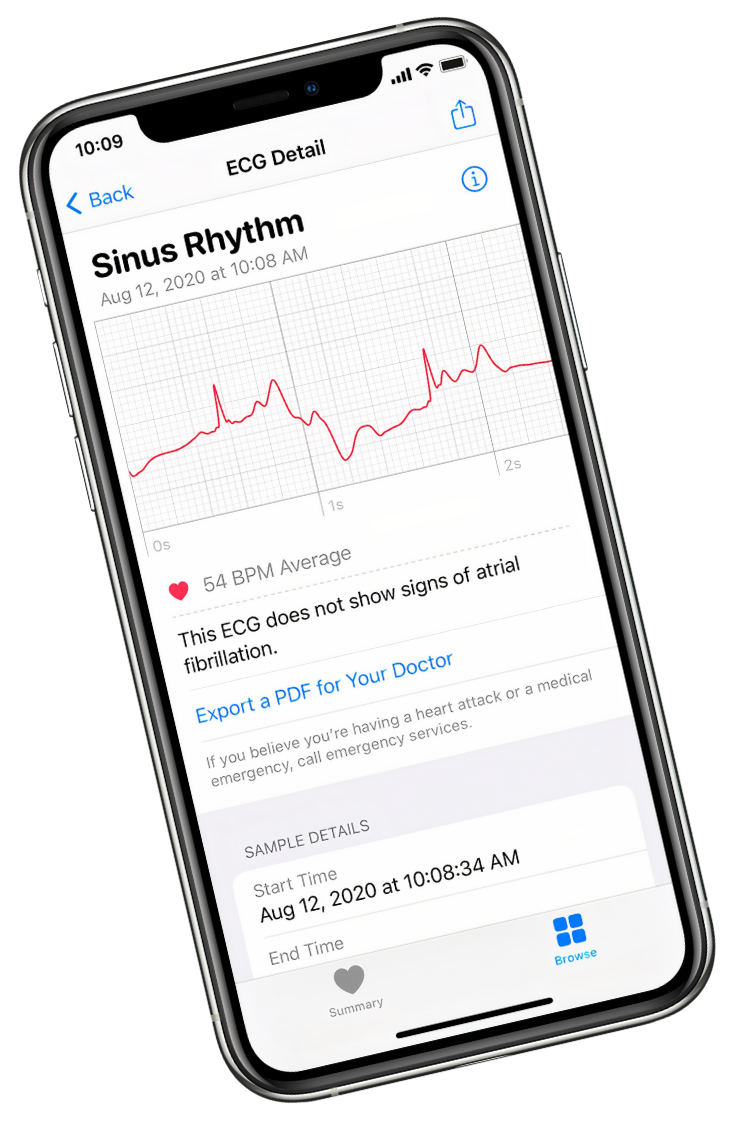 10:09
Back
ECG Detail
Sinus Rhythm
Aug 12, 2020 at 10:08 AM
0s
1s
2s
54 BPM Average
This ECG does not show signs of atrial
fibrillation.
Export a PDF for Your Doctor
If you believe you're having a heart attack or a medical
emergency, call emergency services.
SAMPLE DETAILS
Start Time
Aug 12, 2020 at 10:08:34 AM
End Time
Summary
Browse